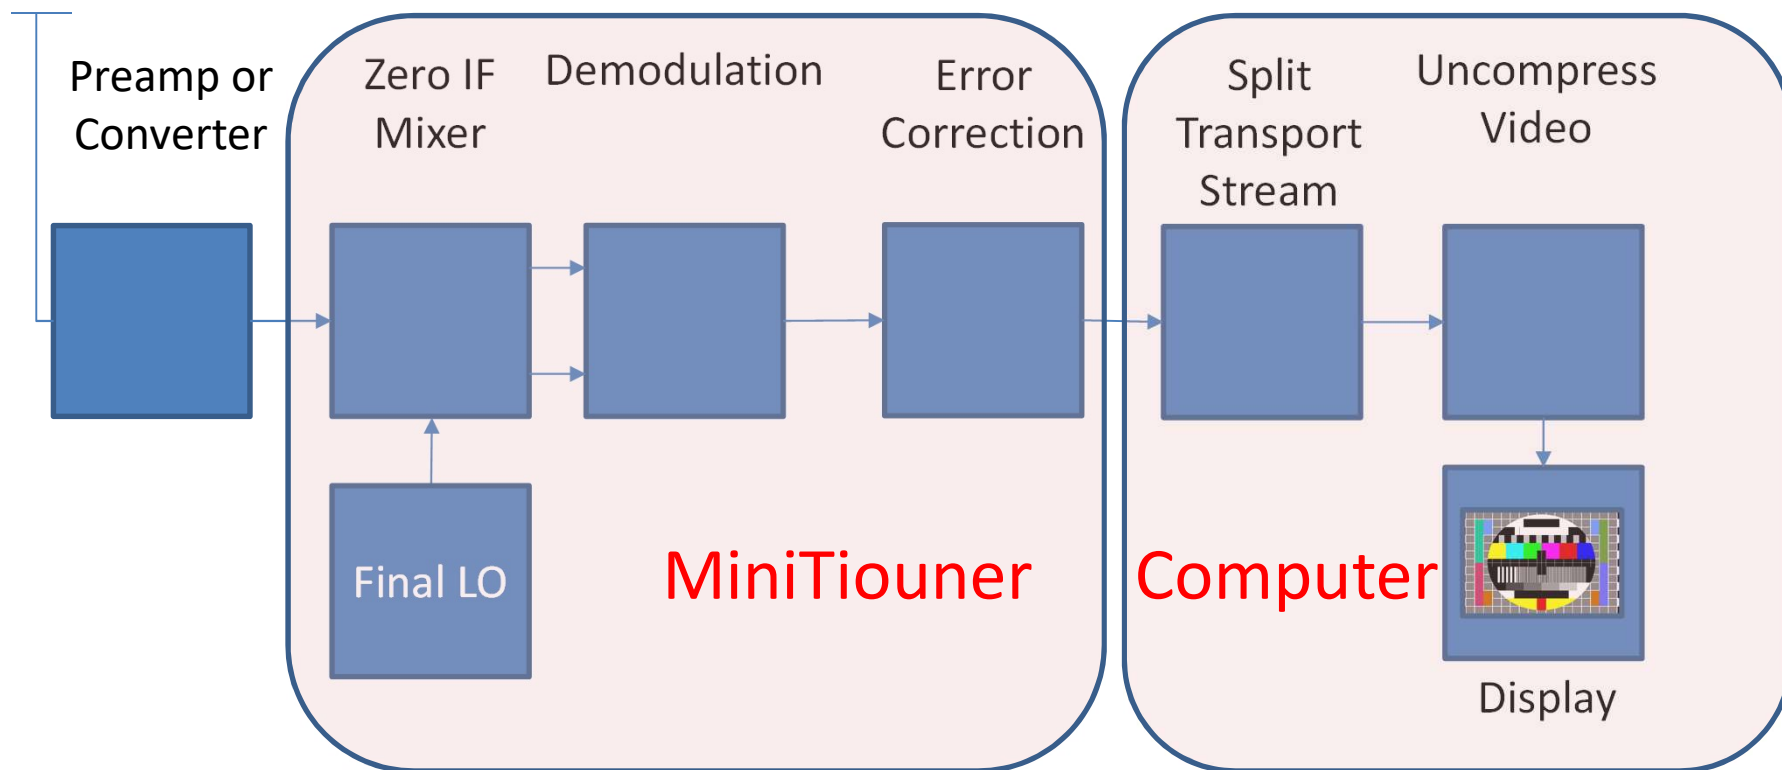 Preamp or
Converter
Zero IF
Mixer
Demodulation
Error
Correction
Split
Transport
Stream
Uncompress
Video
Final LO
MiniTiouner
Computer
Display